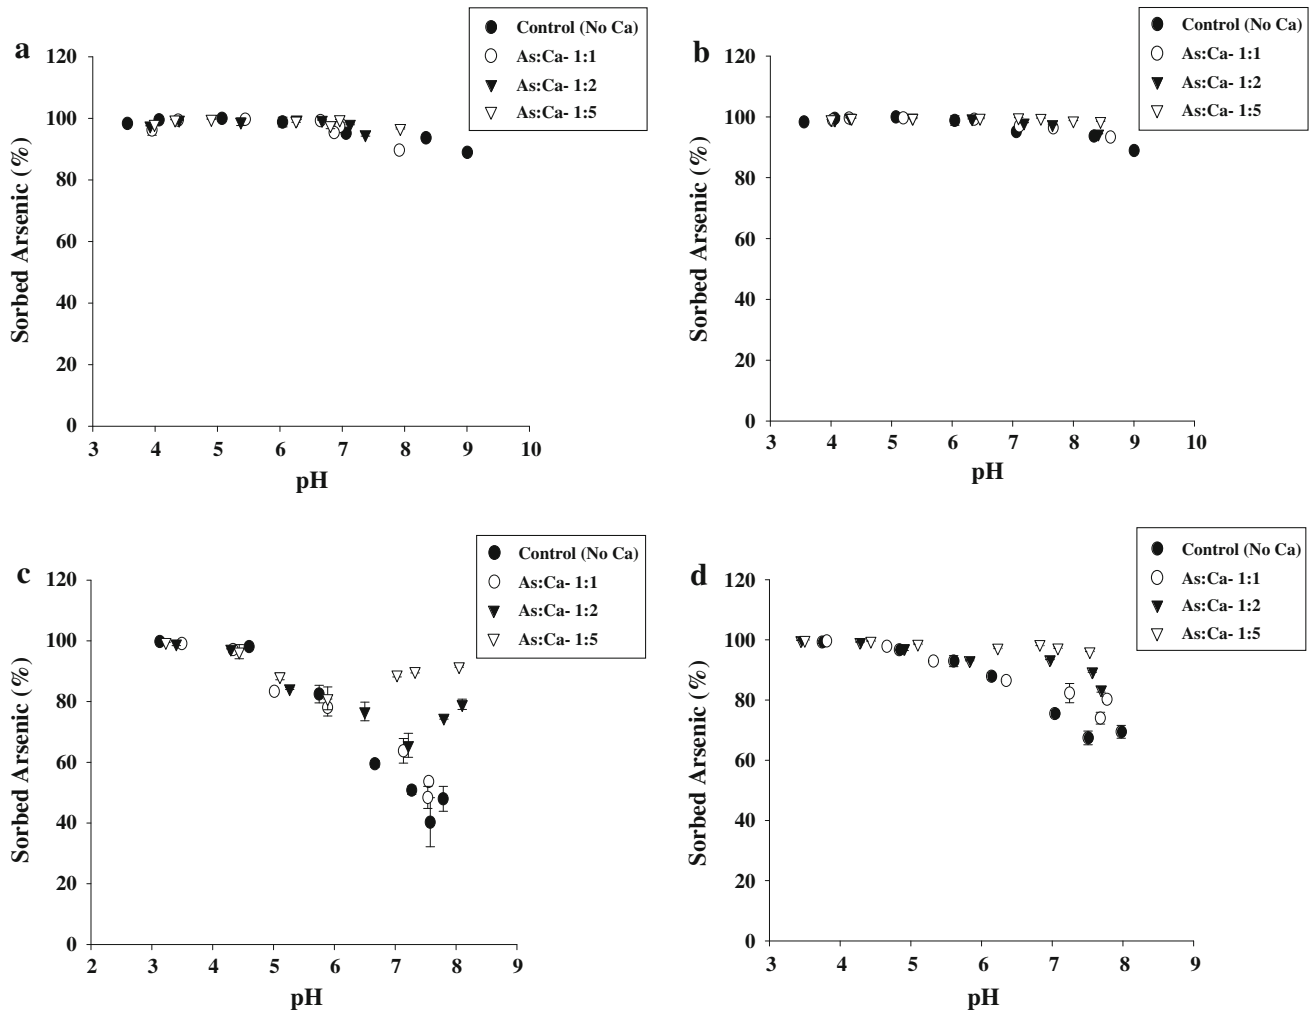 a
Control (No Ca)
As:Ca- 1:1
As:Ca- 1:2
As:Ca- 1:5
120
100
80
60
40
20
0
Sorbed Arsenic (%)
3 4 5 6 7 8 9 10
pH
b
Control (No Ca)
As:Ca- 1:1
As:Ca- 1:2
As:Ca- 1:5
120
100
80
60
40
20
0
Sorbed Arsenic (%)
3 4 5 6 7 8 9 10
pH
c
Control (No Ca)
As:Ca- 1:1
As:Ca- 1:2
As:Ca- 1:5
120
100
80
60
40
20
0
Sorbed Arsenic (%)
2 3 4 5 6 7 8 9
pH
d
Control (No Ca)
As:Ca- 1:1
As:Ca- 1:2
As:Ca- 1:5
120
100
80
60
40
20
0
Sorbed Arsenic (%)
3 4 5 6 7 8 9
pH